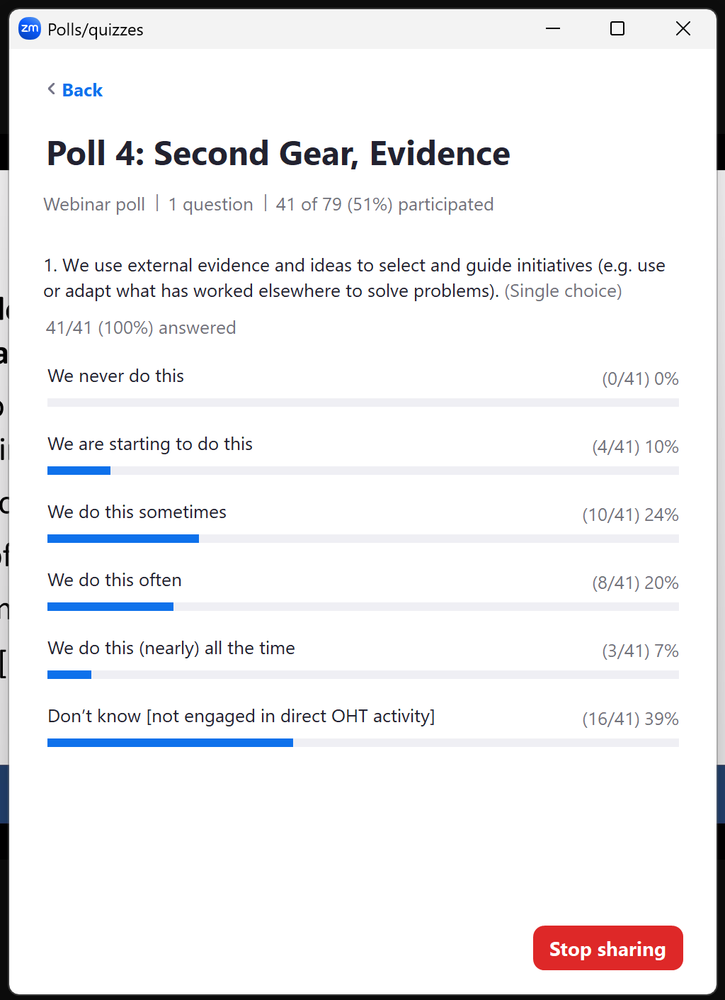 zm Polls/quizzes
Back
Poll 4: Second Gear, Evidence
Webinar poll | 1 question | 41 of 79 (51%) participated
1. We use external evidence and ideas to select and guide initiatives (e.g. use
or adapt what has worked elsewhere to solve problems). (Single choice)
41/41 (100%) answered
We never do this (0/41) 0%
We are starting to do this (4/41) 10%
We do this sometimes (10/41) 24%
We do this often (8/41) 20%
We do this (nearly) all the time (3/41) 7%
Don’t know [not engaged in direct OHT activity] (16/41) 39%
Stop sharing